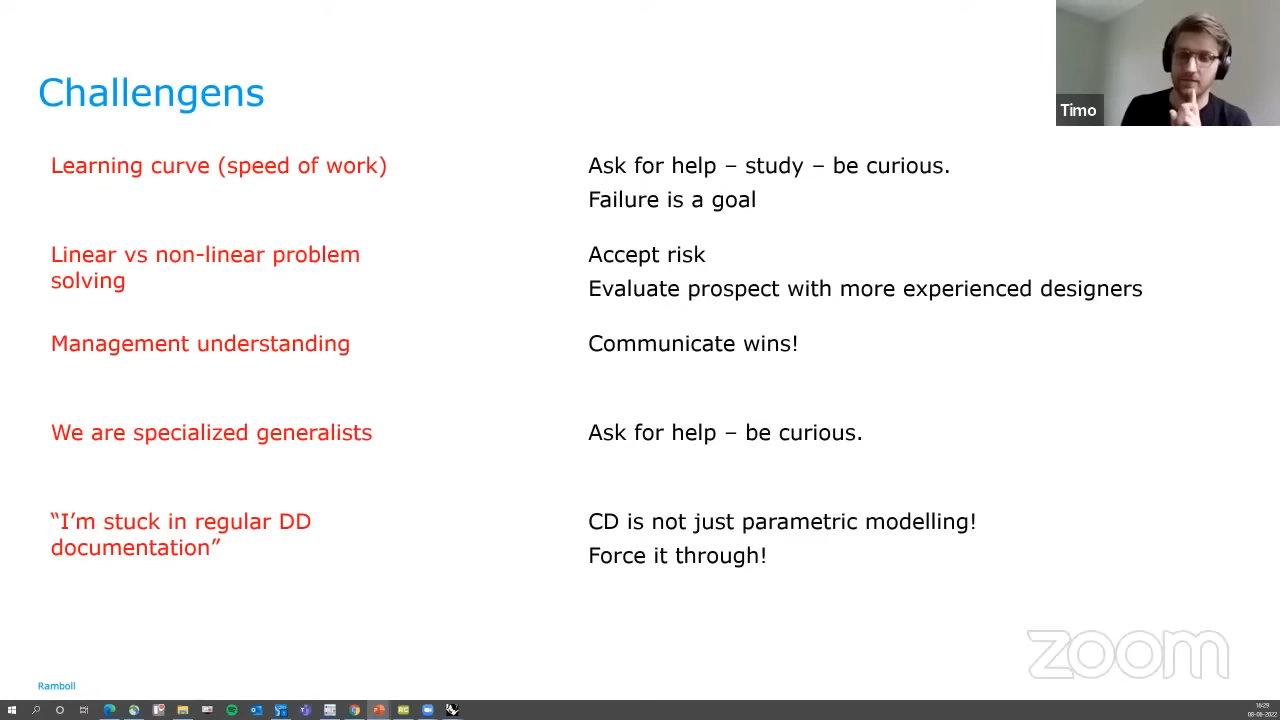 Challengens
Timo
Learning curve (speed of work)
Ask for help – study – be curious.
Failure is a goal
Linear vs non-linear problem
solving
Accept risk
Evaluate prospect with more experienced designers
Management understanding
Communicate wins!
We are specialized generalists
Ask for help – be curious.
“I’m stuck in regular DD
documentation”
CD is not just parametric modelling!
Force it through!
zoom
Ramboll
08-06-2022